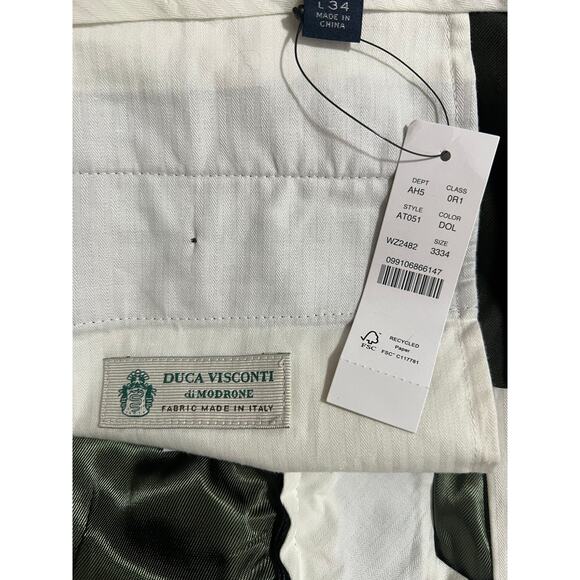 L 34
MADE IN
CHINA
DEPT CLASS
AH5 0R1
STYLE COLOR
AT051 DOL
WZ2482 SIZE
3334
099106866147
FSC
RECYCLED
Paper
FSC® C117781
DUCA VISCONTI
di MODRONE
FABRIC MADE IN ITALY